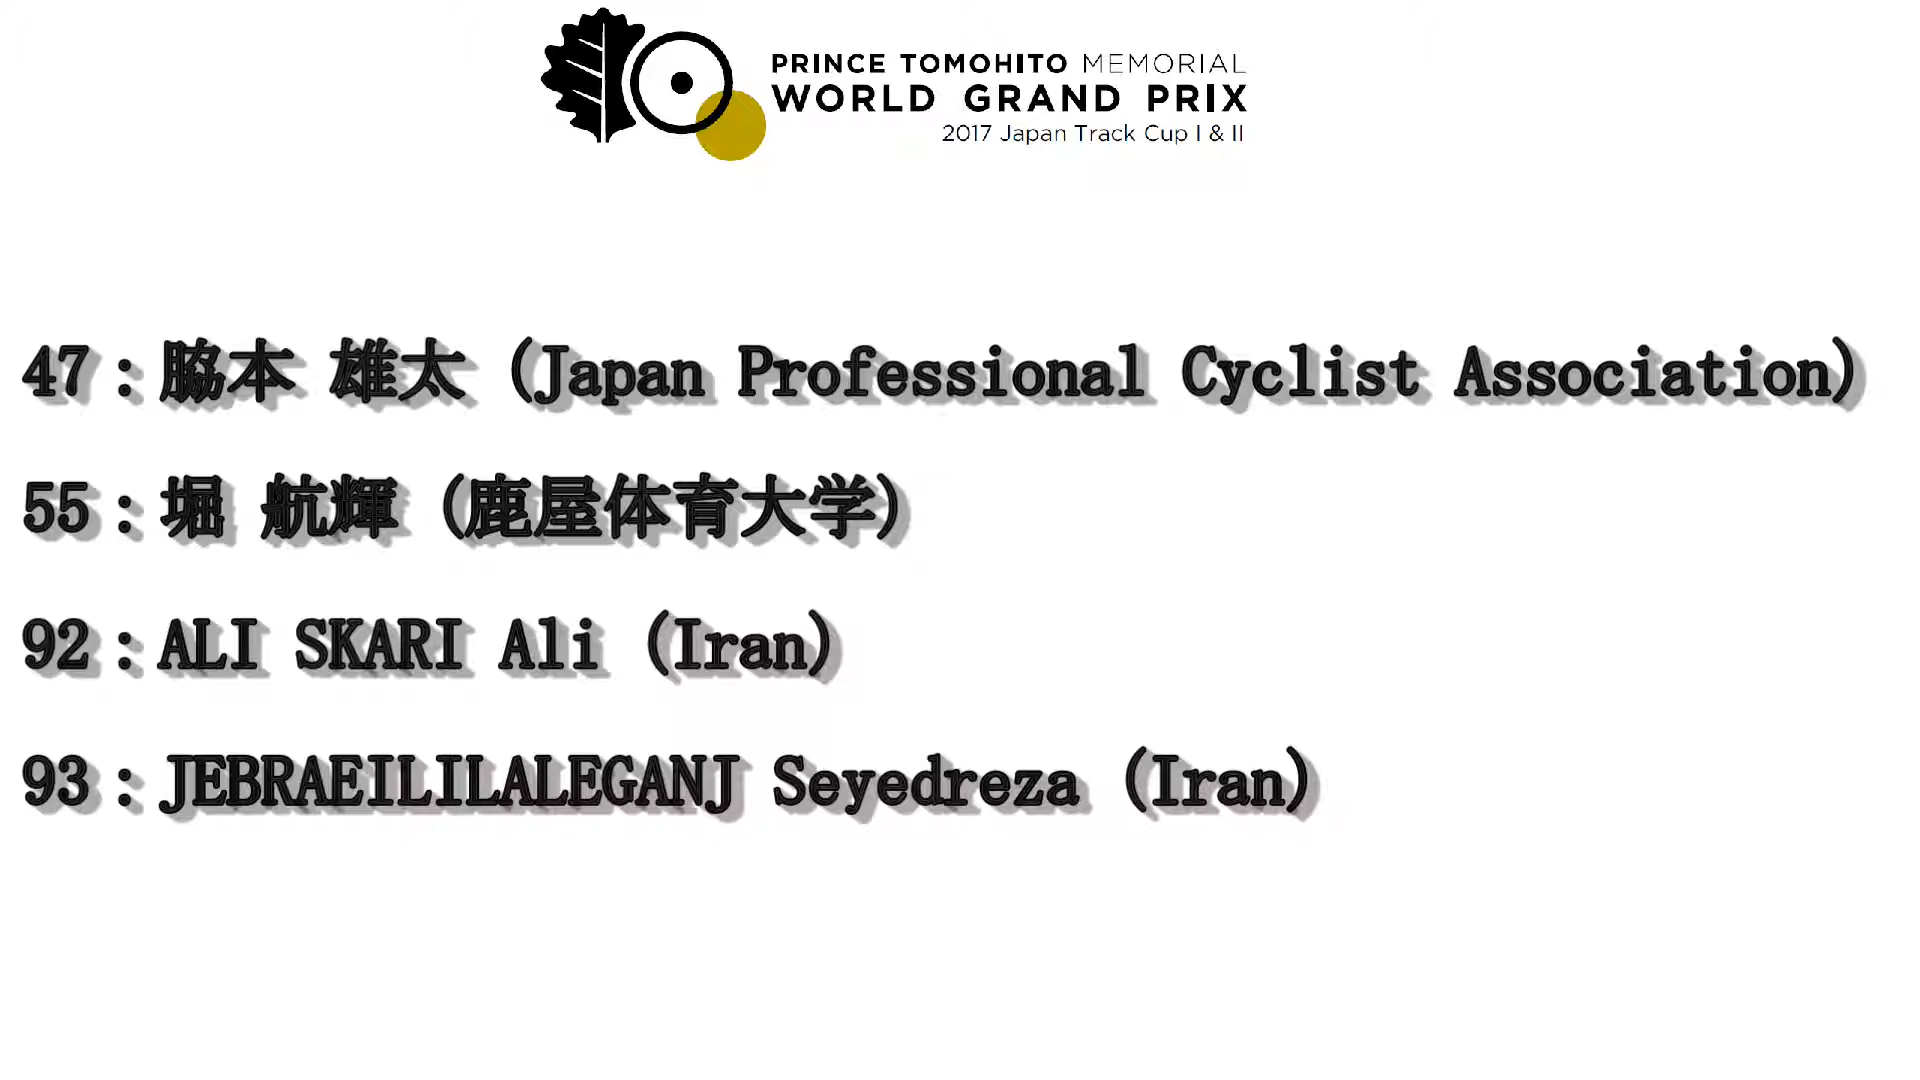 PRINCE TOMOHITO MEMORIAL
WORLD GRAND PRIX
2017 Japan Track Cup I & II
47：脇本 雄太 (Japan Professional Cyclist Association)
55：堀 航輝 (鹿屋体育大学)
92：ALI SKARI Ali (Iran)
93：JEBRAEILILALEGANJ Seyedreza (Iran)